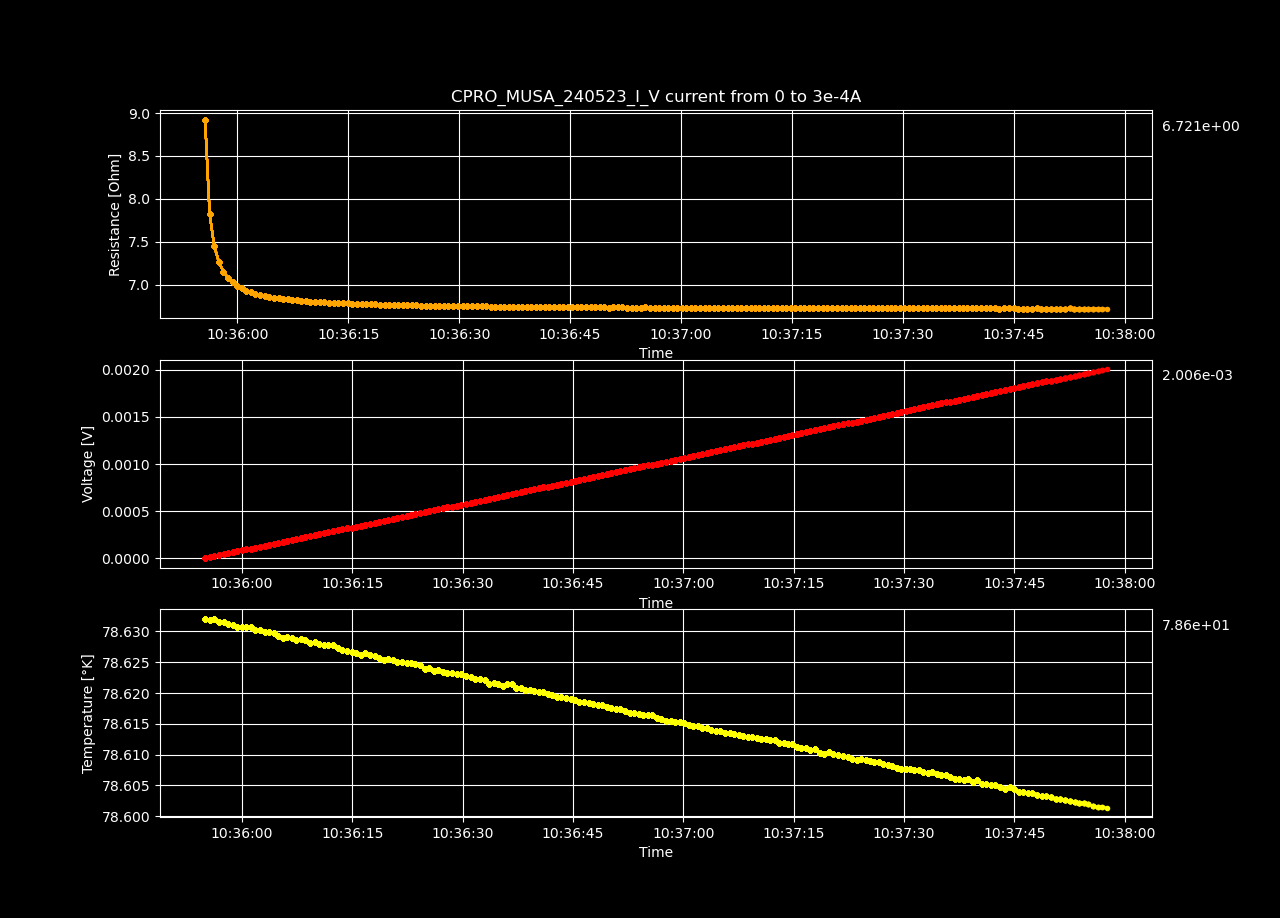 CPRO_MUSA_240523_I_V current from 0 to 3e-4A
9.0
8.5
8.0
7.5
7.0
Resistance [Ohm]
6.721e+00
10:36:00 10:36:15 10:36:30 10:36:45 10:37:00 10:37:15 10:37:30 10:37:45 10:38:00
Time
0.0020
0.0015
0.0010
0.0005
0.0000
Voltage [V]
2.006e-03
10:36:00 10:36:15 10:36:30 10:36:45 10:37:00 10:37:15 10:37:30 10:37:45 10:38:00
Time
78.630
78.625
78.620
78.615
78.610
78.605
78.600
Temperature [°K]
7.86e+01
10:36:00 10:36:15 10:36:30 10:36:45 10:37:00 10:37:15 10:37:30 10:37:45 10:38:00
Time